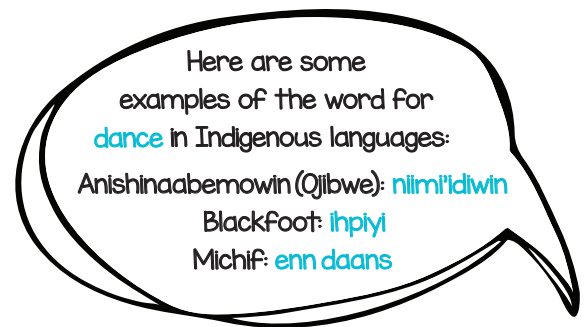 Here are some
examples of the word for
dance in Indigenous languages:
Anishinaabemowin (Ojibwe): niimi'idiwin
Blackfoot: ihpiyi
Michif: enn daans